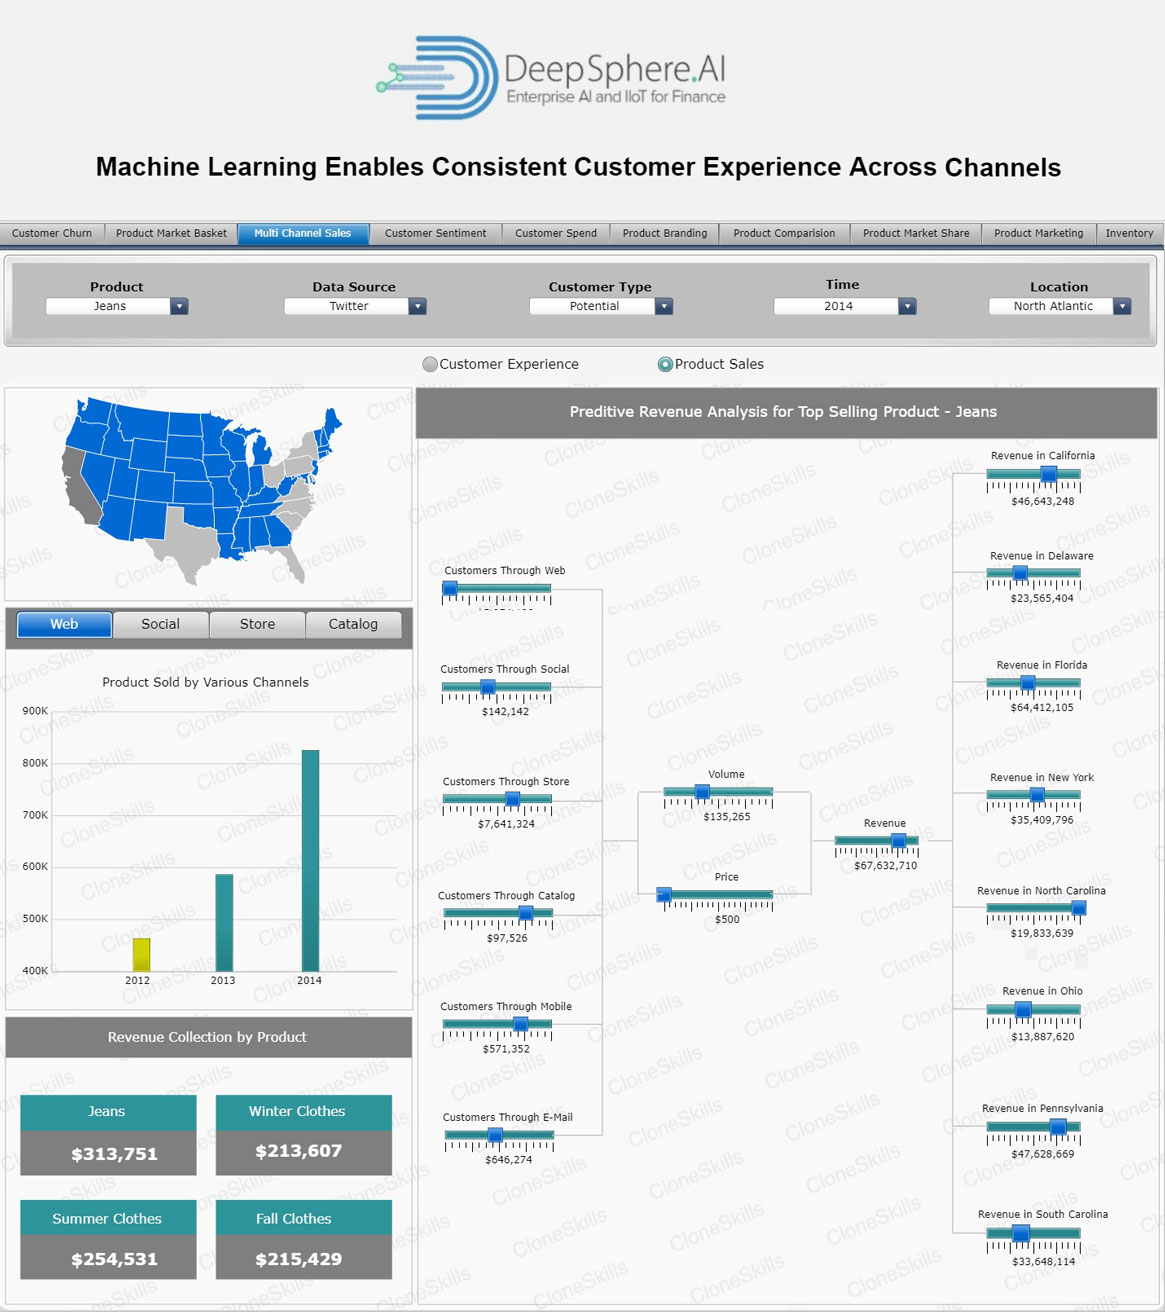 DeepSphere.AI
Enterprise AI and IIoT for Finance
Machine Learning Enables Consistent Customer Experience Across Channels
Customer Churn Product Market Basket Multi Channel Sales Customer Sentiment Customer Spend Product Branding Product Comparision Product Market Share Product Marketing Inventory
Product Data Source Customer Type Time Location
Jeans Twitter Potential 2014 North Atlantic
Customer Experience Product Sales
Web Social Store Catalog
Product Sold by Various Channels
900K
800K
700K
600K
500K
400K
2012 2013 2014
Revenue Collection by Product
Jeans
$313,751
Winter Clothes
$213,607
Summer Clothes
$254,531
Fall Clothes
$215,429
Preditive Revenue Analysis for Top Selling Product - Jeans
Customers Through Web
Customers Through Social
$142,142
Customers Through Store
$7,641,324
Customers Through Catalog
$97,526
Customers Through Mobile
$571,352
Customers Through E-Mail
$646,274
Volume
$135,265
Price
$500
Revenue
$67,632,710
Revenue in California
$46,643,248
Revenue in Delaware
$23,565,404
Revenue in Florida
$64,412,105
Revenue in New York
$35,409,796
Revenue in North Carolina
$19,833,639
Revenue in Ohio
$13,887,620
Revenue in Pennsylvania
$47,628,669
Revenue in South Carolina
$33,648,114
CloneSkills